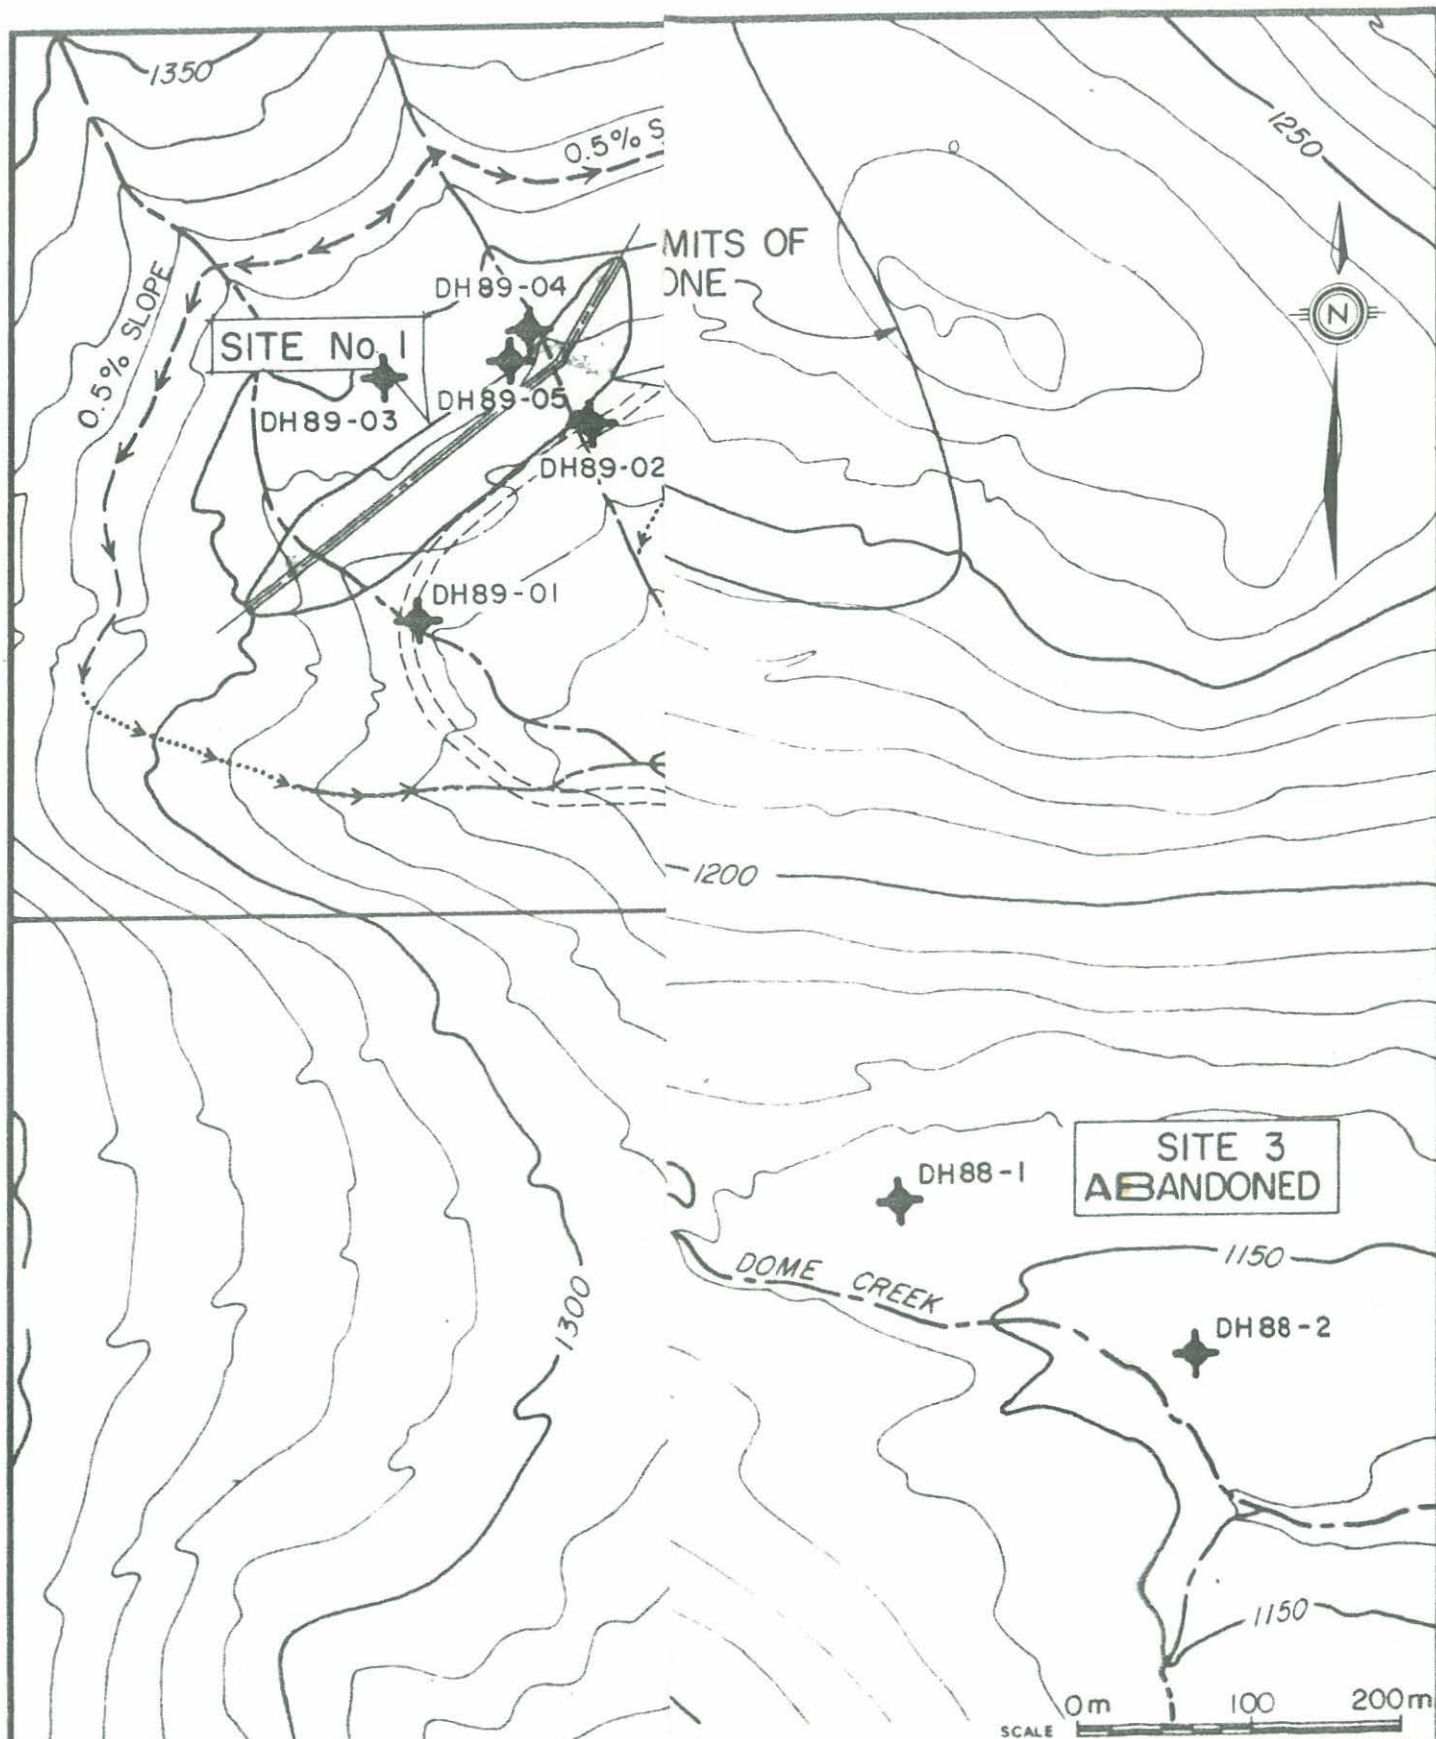 1350
0.5% S
1250
MITS OF
ONE
N
DH89-04
0.5% SLOPE
SITE No. 1
DH89-05
DH89-03
DH89-02
DH89-01
1200
DH88-1
SITE 3
ABANDONED
1150
DOME CREEK
DH88-2
1300
1150
0m 100 200m
SCALE